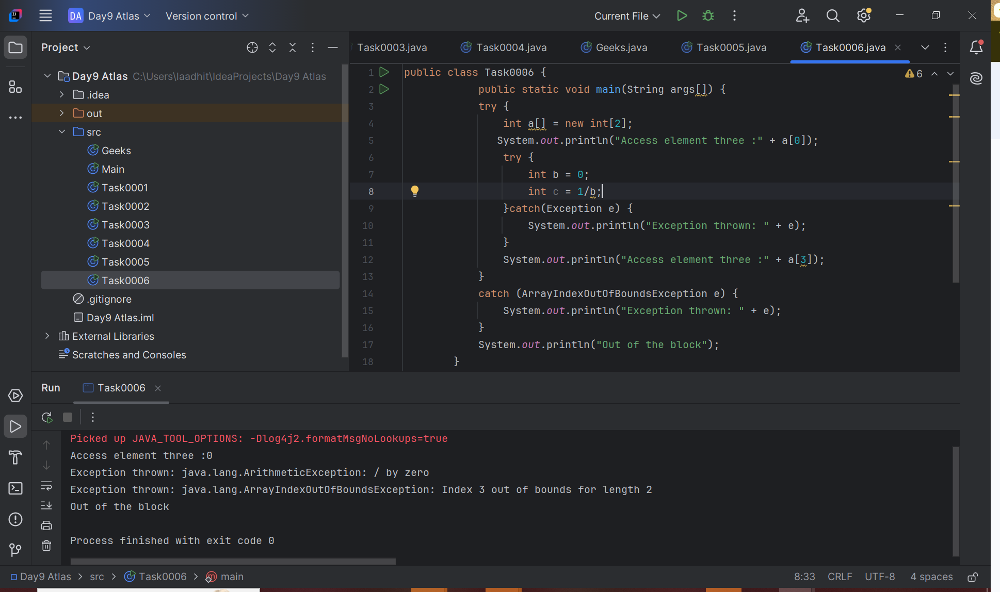 DA Day9 Atlas Version control Current File
Project
Task0003.java Task0004.java Geeks.java Task0005.java Task0006.java
Day9 Atlas C:\Users\laadhit\IdeaProjects\Day9 Atlas
.idea
out
src
Geeks
Main
Task0001
Task0002
Task0003
Task0004
Task0005
Task0006
.gitignore
Day9 Atlas.iml
External Libraries
Scratches and Consoles
6
1 public class Task0006 {
2 public static void main(String args[]) {
3 try {
4 int a[] = new int[2];
5 System.out.println("Access element three :" + a[0]);
6 try {
7 int b = 0;
8 int c = 1/b;
9 }catch(Exception e) {
10 System.out.println("Exception thrown: " + e);
11 }
12 System.out.println("Access element three :" + a[3]);
13 }
14 catch (ArrayIndexOutOfBoundsException e) {
15 System.out.println("Exception thrown: " + e);
16 }
17 System.out.println("Out of the block");
18 }
Run Task0006
Picked up JAVA_TOOL_OPTIONS: -Dlog4j2.formatMsgNoLookups=true
Access element three :0
Exception thrown: java.lang.ArithmeticException: / by zero
Exception thrown: java.lang.ArrayIndexOutOfBoundsException: Index 3 out of bounds for length 2
Out of the block
Process finished with exit code 0
Day9 Atlas > src > Task0006 > main 8:33 CRLF UTF-8 4 spaces